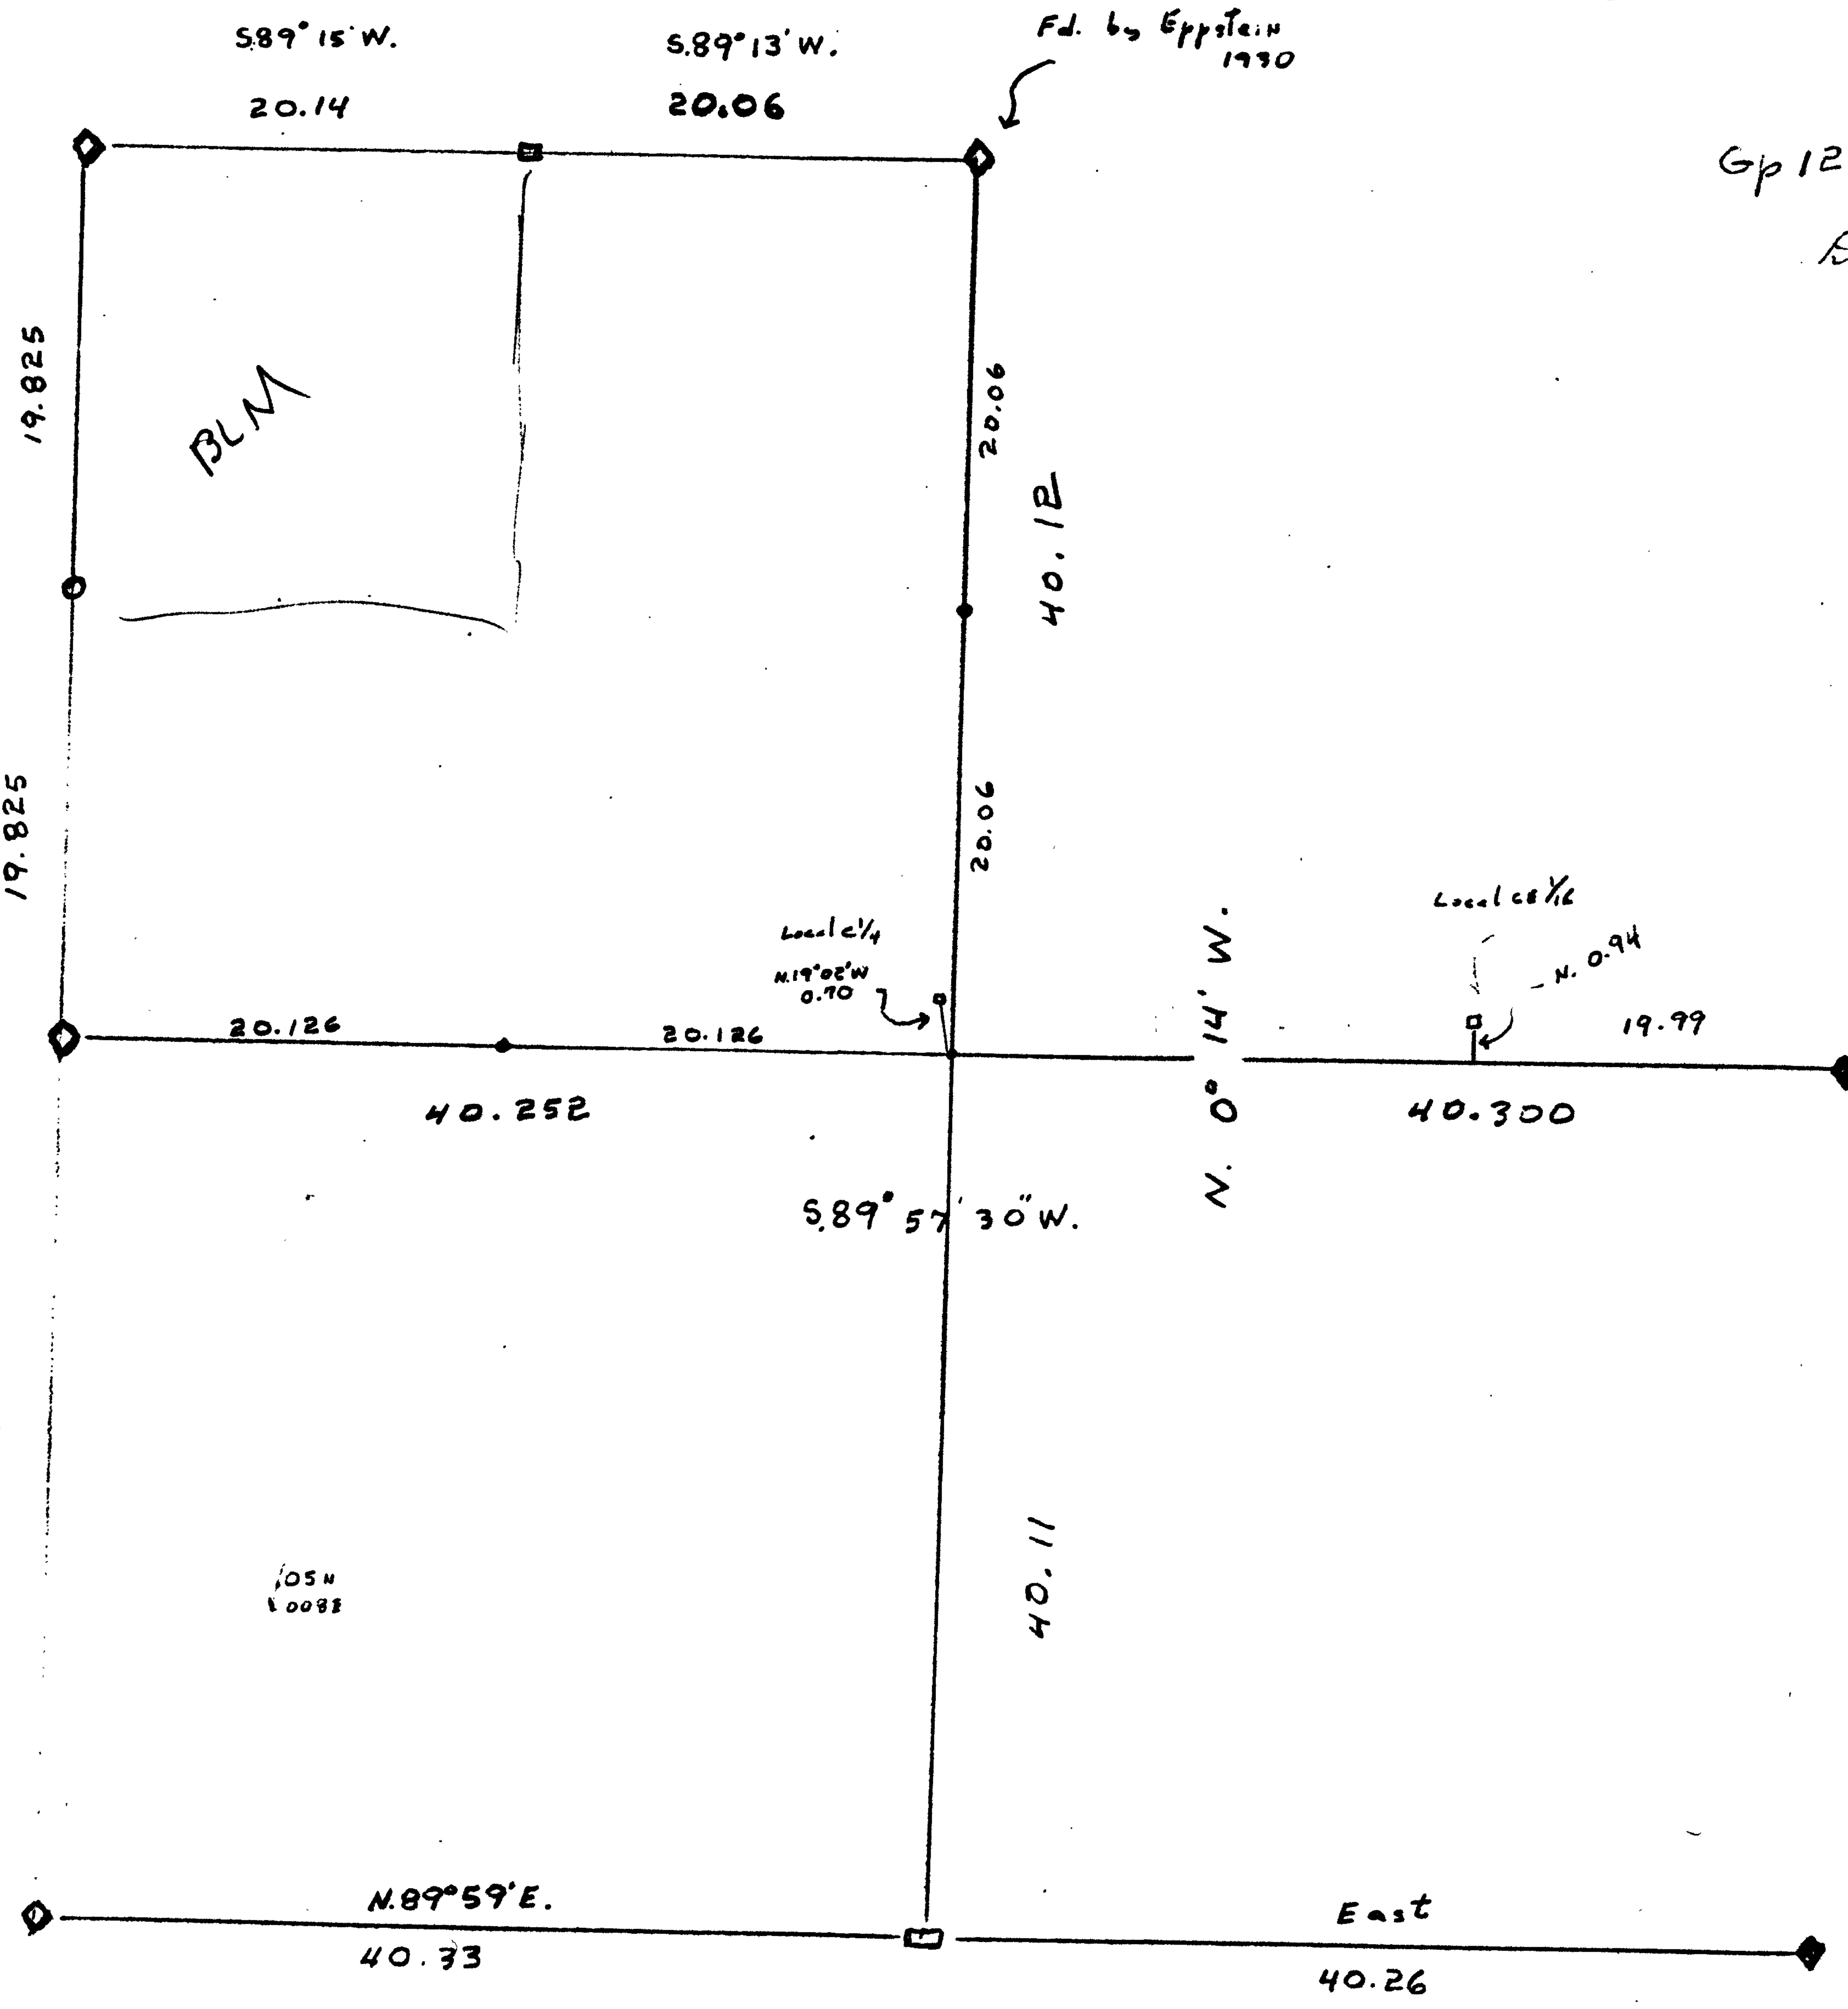 S.89°15'W.
20.14
S.89°13'W.
20.06
Fd. by Eppstein
Gp 12
19.825
BLM
20.06
40.12
19.825
20.06
Local C1/4
N.19°02'W
0.70
Local CE 1/16
N. 0.94
19.99
20.126
20.126
40.252
N. 0° 14' W.
40.300
S.89° 57' 30" W.
40.11
05N
N.89°59'E.
40.33
East
40.26